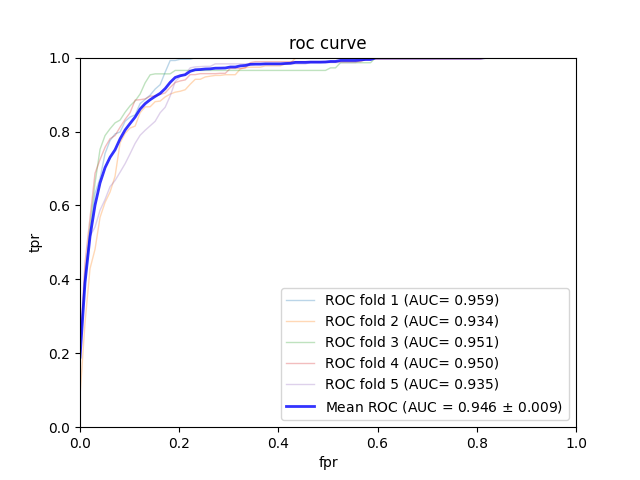 roc curve
tpr
1.0
0.8
0.6
0.4
0.2
0.0
ROC fold 1 (AUC= 0.959)
ROC fold 2 (AUC= 0.934)
ROC fold 3 (AUC= 0.951)
ROC fold 4 (AUC= 0.950)
ROC fold 5 (AUC= 0.935)
Mean ROC (AUC = 0.946 ± 0.009)
0.0 0.2 0.4 0.6 0.8 1.0
fpr